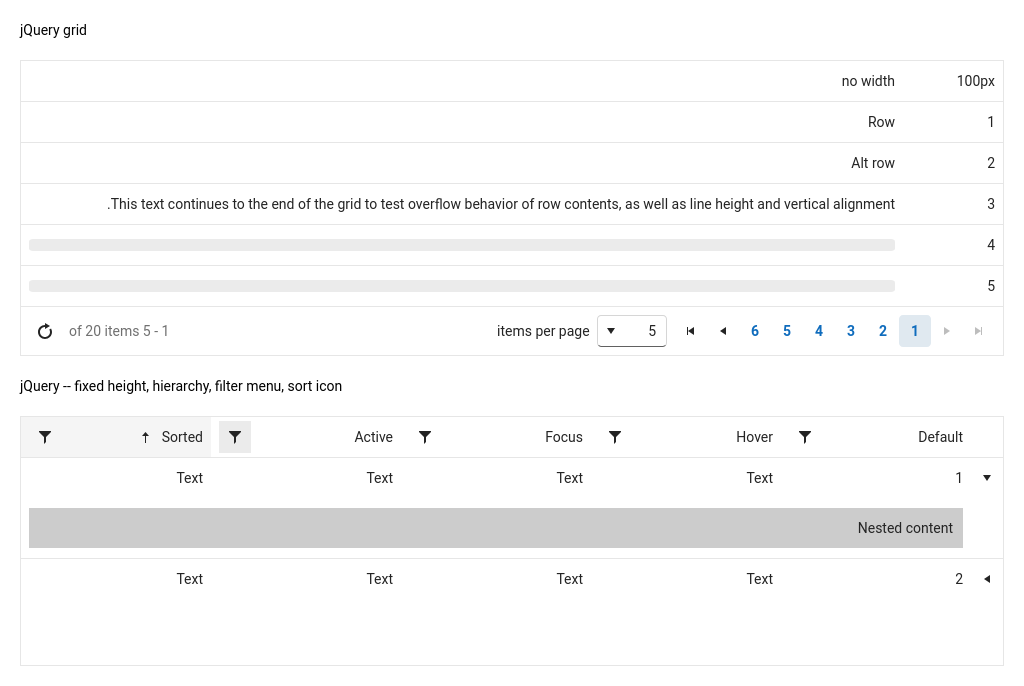 jQuery grid
no width 100px
Row 1
Alt row 2
.This text continues to the end of the grid to test overflow behavior of row contents, as well as line height and vertical alignment 3
4
5
of 20 items 5 - 1 items per page 5 6 5 4 3 2 1
jQuery -- fixed height, hierarchy, filter menu, sort icon
Sorted Active Focus Hover Default
Text Text Text Text 1
Nested content
Text Text Text Text 2